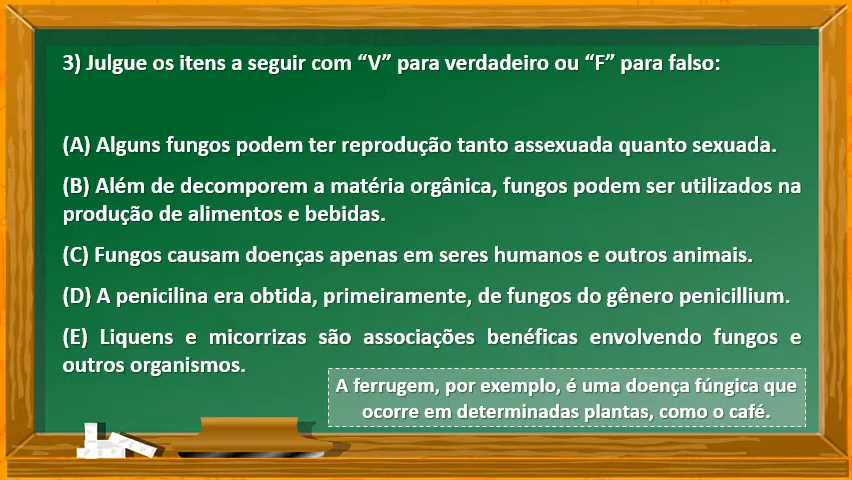 3) Julgue os itens a seguir com “V” para verdadeiro ou “F” para falso:
(A) Alguns fungos podem ter reprodução tanto assexuada quanto sexuada.
(B) Além de decomporem a matéria orgânica, fungos podem ser utilizados na
produção de alimentos e bebidas.
(C) Fungos causam doenças apenas em seres humanos e outros animais.
(D) A penicilina era obtida, primeiramente, de fungos do gênero penicillium.
(E) Liquens e micorrizas são associações benéficas envolvendo fungos e
outros organismos.
A ferrugem, por exemplo, é uma doença fúngica que
ocorre em determinadas plantas, como o café.